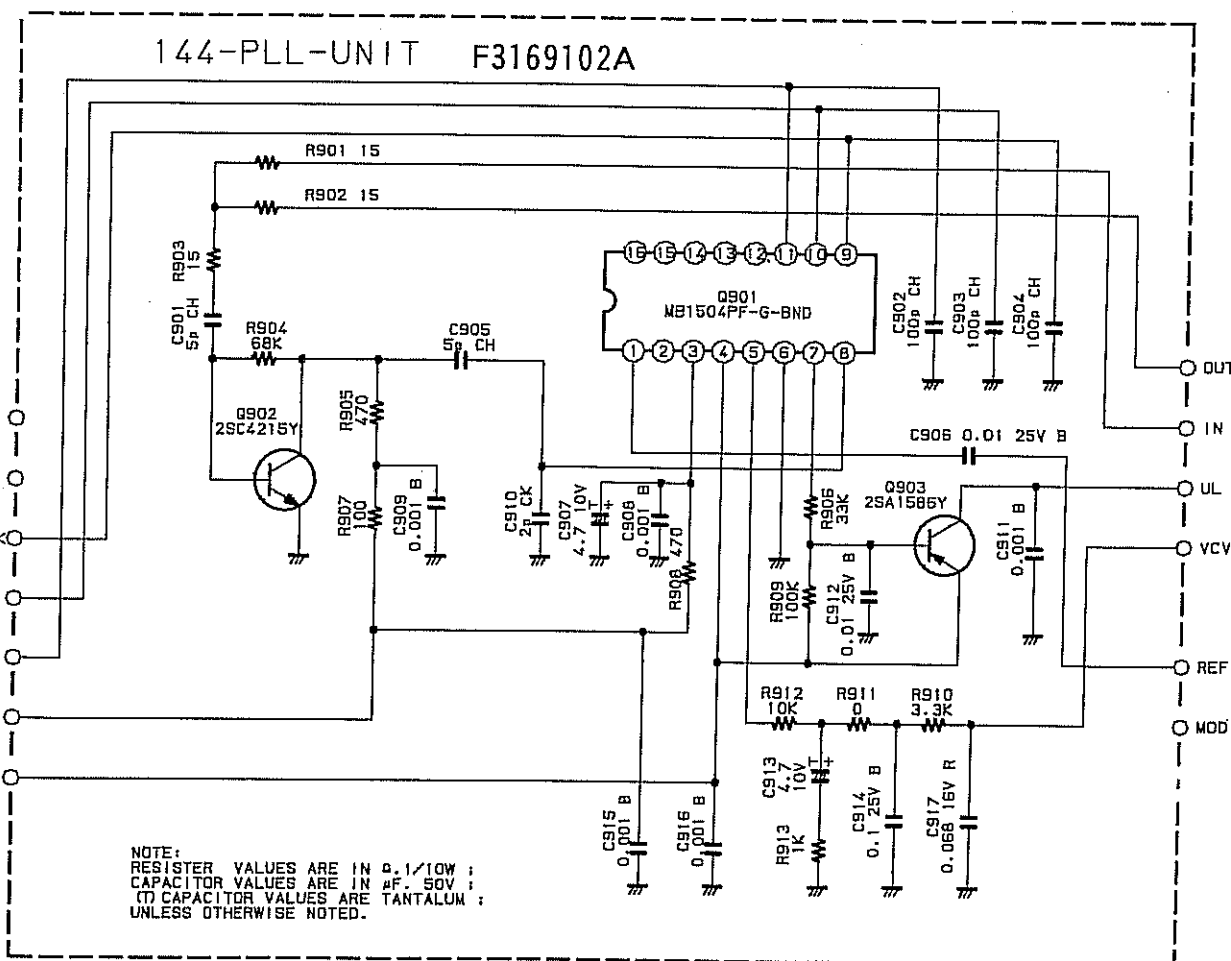 144-PLL-UNIT F3169102A
R901 15
R902 15
R903
15
C901
5p CH
R904
68K
C905
5p CH
16 15 14 13 12 11 10 9
Q901
MB1504PF-G-BND
1 2 3 4 5 6 7 8
C902
100p CH
C903
100p CH
C904
100p CH
OUT
IN
UL
VCV
REF
MOD
Q902
2SC4215Y
R905
470
R907
100
C909
0.001 B
C910
2p CK
C907
4.7 10V
T +
C908
0.001 B
R908
470
C906 0.01 25V B
R906
33K
Q903
2SA1586Y
C911
0.001 B
R909
100K
C912
0.01 25V B
R912
10K
R911
0
R910
3.3K
C913
4.7
10V
T +
R913
1K
C914
0.1 25V B
C917
0.068 16V R
C915
0.001 B
C916
0.001 B
NOTE:
RESISTER VALUES ARE IN Ω.1/10W ;
CAPACITOR VALUES ARE IN μF. 50V ;
(T) CAPACITOR VALUES ARE TANTALUM ;
UNLESS OTHERWISE NOTED.